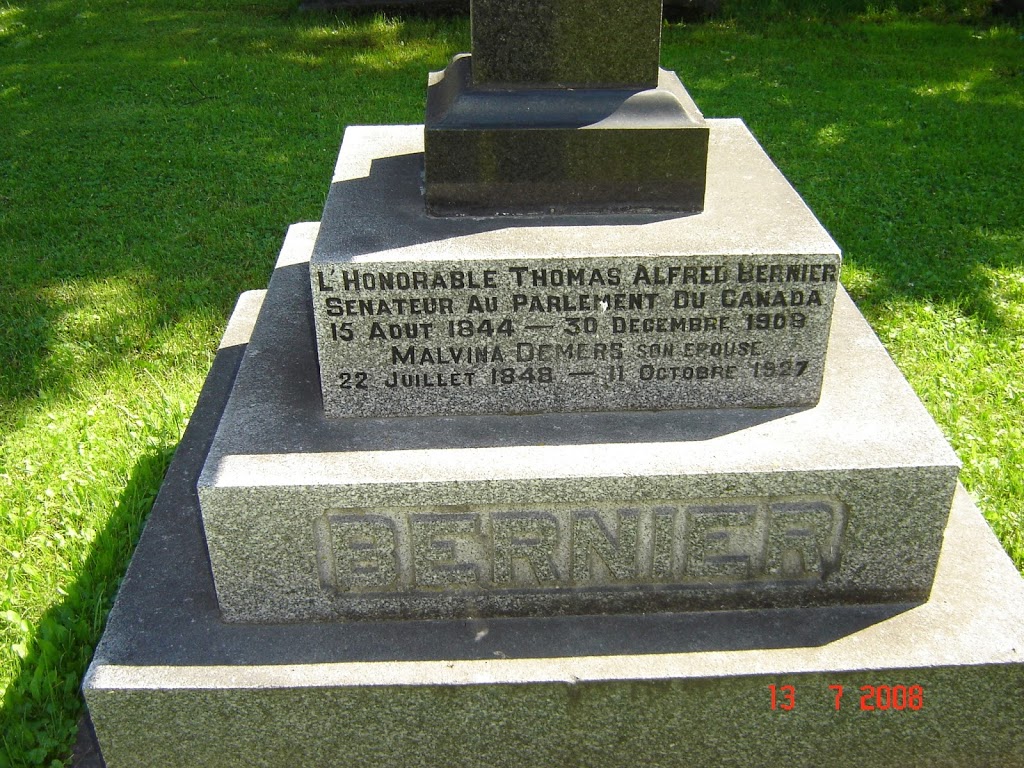 L'HONORABLE THOMAS ALFRED BERNIER
SENATEUR AU PARLEMENT DU CANADA
15 AOUT 1844 — 30 DECEMBRE 1908
MALVINA DEMERS SON EPOUSE
22 JUILLET 1848 — 11 OCTOBRE 1927
BERNIER
13 7 2008